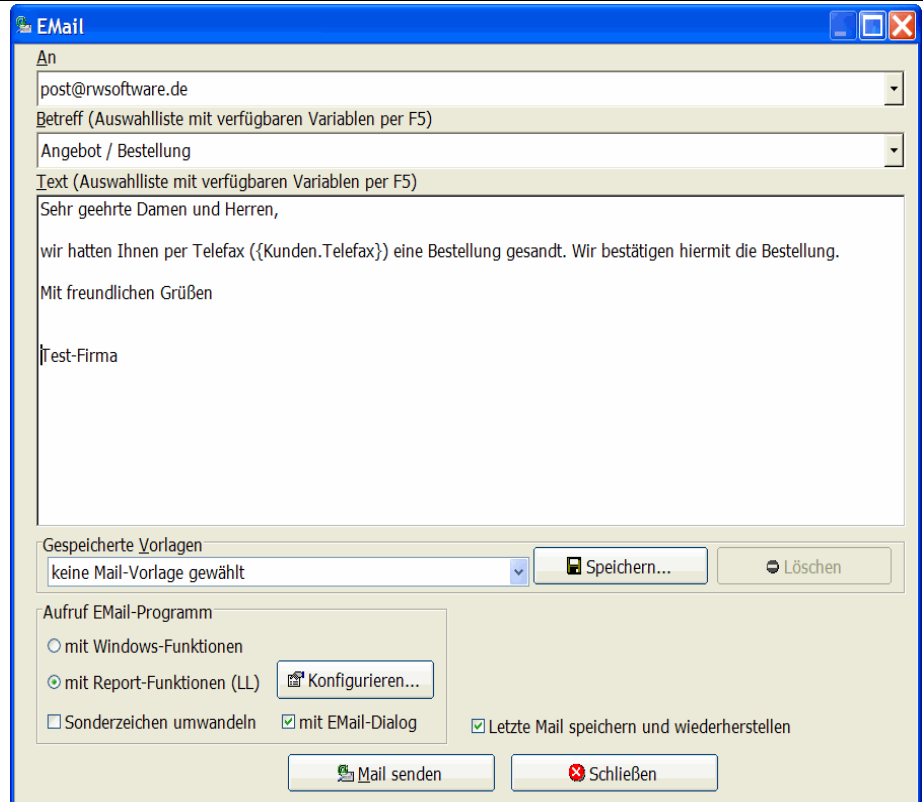 EMail
An
post@rwsoftware.de
Betreff (Auswahlliste mit verfügbaren Variablen per F5)
Angebot / Bestellung
Text (Auswahlliste mit verfügbaren Variablen per F5)
Sehr geehrte Damen und Herren,
wir hatten Ihnen per Telefax ({Kunden.Telefax}) eine Bestellung gesandt. Wir bestätigen hiermit die Bestellung.
Mit freundlichen Grüßen
Test-Firma
Gespeicherte Vorlagen
keine Mail-Vorlage gewählt
Speichern...
Löschen
Aufruf EMail-Programm
mit Windows-Funktionen
mit Report-Funktionen (LL)
Konfigurieren...
Sonderzeichen umwandeln
mit EMail-Dialog
Letzte Mail speichern und wiederherstellen
Mail senden
Schließen